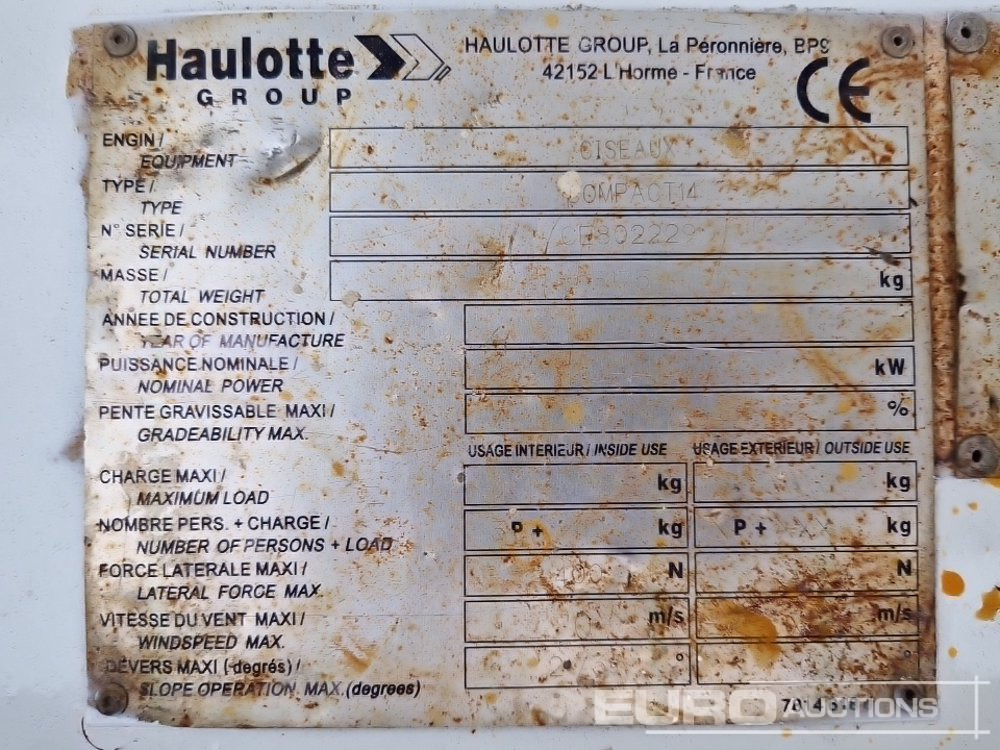 Haulotte
GROUP
HAULOTTE GROUP, La Péronnière, BP9
42152 L'Horme - France
CE
ENGIN /
EQUIPMENT
CISEAUX
TYPE /
TYPE
COMPACT14
N° SERIE /
SERIAL NUMBER
MASSE /
TOTAL WEIGHT
kg
ANNEE DE CONSTRUCTION /
YEAR OF MANUFACTURE
PUISSANCE NOMINALE /
NOMINAL POWER
kW
PENTE GRAVISSABLE MAXI /
GRADEABILITY MAX.
%
USAGE INTERIEUR / INSIDE USE USAGE EXTERIEUR / OUTSIDE USE
CHARGE MAXI /
MAXIMUM LOAD
kg kg
NOMBRE PERS. + CHARGE /
NUMBER OF PERSONS + LOAD
P + kg P + kg
FORCE LATERALE MAXI /
LATERAL FORCE MAX.
N N
VITESSE DU VENT MAXI /
WINDSPEED MAX.
m/s m/s
DEVERS MAXI (-degrés) /
SLOPE OPERATION MAX.(degrees)
° °
EURO AUCTIONS